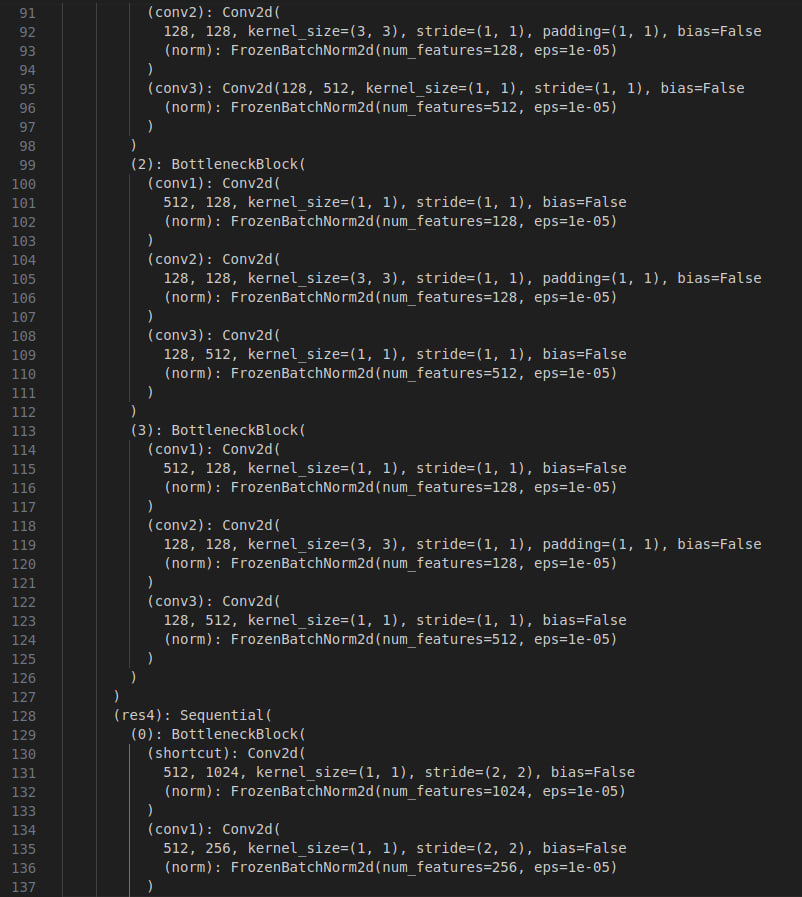 91 (conv2): Conv2d(
92 128, 128, kernel_size=(3, 3), stride=(1, 1), padding=(1, 1), bias=False
93 (norm): FrozenBatchNorm2d(num_features=128, eps=1e-05)
94 )
95 (conv3): Conv2d(128, 512, kernel_size=(1, 1), stride=(1, 1), bias=False
96 (norm): FrozenBatchNorm2d(num_features=512, eps=1e-05)
97 )
98 )
99 (2): BottleneckBlock(
100 (conv1): Conv2d(
101 512, 128, kernel_size=(1, 1), stride=(1, 1), bias=False
102 (norm): FrozenBatchNorm2d(num_features=128, eps=1e-05)
103 )
104 (conv2): Conv2d(
105 128, 128, kernel_size=(3, 3), stride=(1, 1), padding=(1, 1), bias=False
106 (norm): FrozenBatchNorm2d(num_features=128, eps=1e-05)
107 )
108 (conv3): Conv2d(
109 128, 512, kernel_size=(1, 1), stride=(1, 1), bias=False
110 (norm): FrozenBatchNorm2d(num_features=512, eps=1e-05)
111 )
112 )
113 (3): BottleneckBlock(
114 (conv1): Conv2d(
115 512, 128, kernel_size=(1, 1), stride=(1, 1), bias=False
116 (norm): FrozenBatchNorm2d(num_features=128, eps=1e-05)
117 )
118 (conv2): Conv2d(
119 128, 128, kernel_size=(3, 3), stride=(1, 1), padding=(1, 1), bias=False
120 (norm): FrozenBatchNorm2d(num_features=128, eps=1e-05)
121 )
122 (conv3): Conv2d(
123 128, 512, kernel_size=(1, 1), stride=(1, 1), bias=False
124 (norm): FrozenBatchNorm2d(num_features=512, eps=1e-05)
125 )
126 )
127 )
128 (res4): Sequential(
129 (0): BottleneckBlock(
130 (shortcut): Conv2d(
131 512, 1024, kernel_size=(1, 1), stride=(2, 2), bias=False
132 (norm): FrozenBatchNorm2d(num_features=1024, eps=1e-05)
133 )
134 (conv1): Conv2d(
135 512, 256, kernel_size=(1, 1), stride=(2, 2), bias=False
136 (norm): FrozenBatchNorm2d(num_features=256, eps=1e-05)
137 )